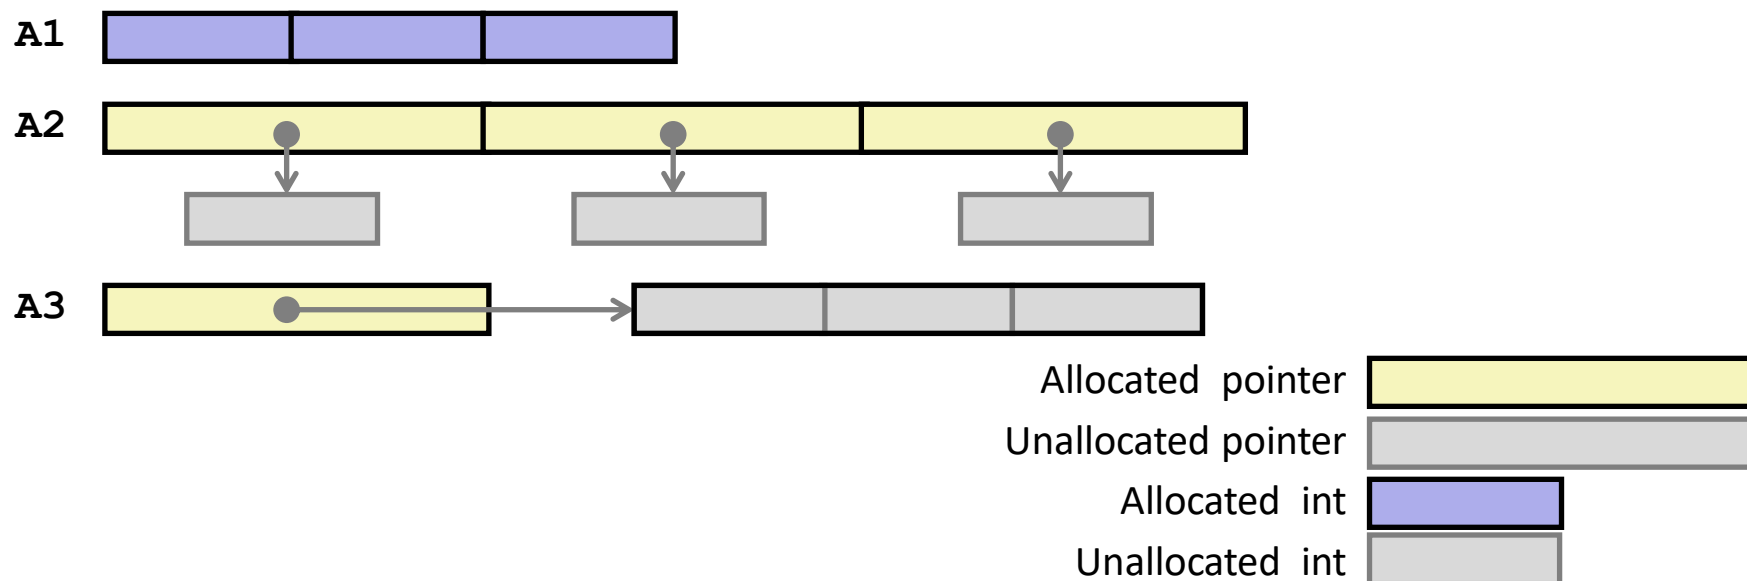 A1
A2
A3
Allocated pointer
Unallocated pointer
Allocated int
Unallocated int